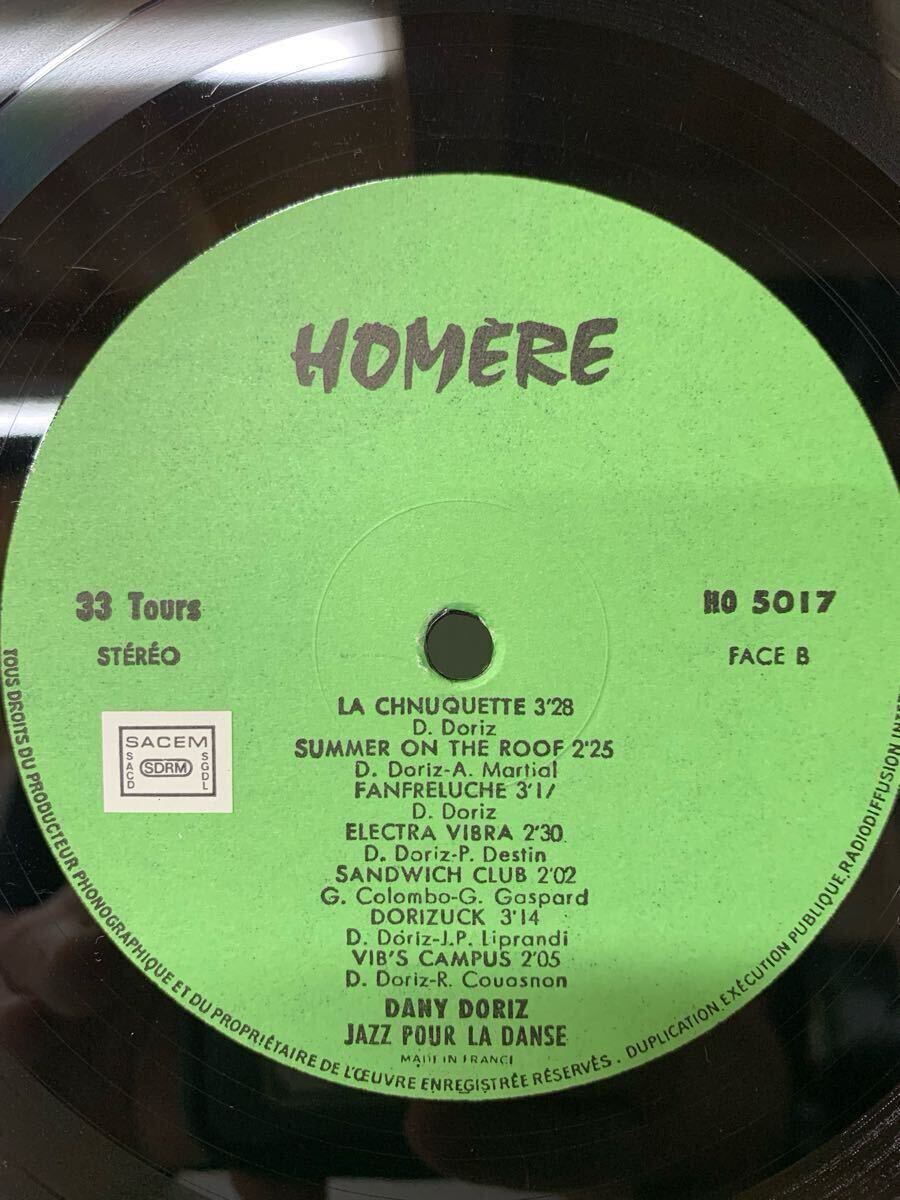 HOMÈRE
33 Tours
STÉRÉO
HO 5017
FACE B
SACEM
SACD
SDRM
SGDL
LA CHNUQUETTE 3'28
D. Doriz
SUMMER ON THE ROOF 2'25
D. Doriz-A. Martial
FANFRELUCHE 3'17
D. Doriz
ELECTRA VIBRA 2'30
D. Doriz-P. Destin
SANDWICH CLUB 2'02
G. Colombo-G. Gaspard
DORIZUCK 3'14
D. Doriz-J.P. Liprandi
VIB'S CAMPUS 2'05
D. Doriz-R. Couasnon
DANY DORIZ
JAZZ POUR LA DANSE
MADE IN FRANCE
TOUS DROITS DU PRODUCTEUR PHONOGRAPHIQUE ET DU PROPRIÉTAIRE DE L'ŒUVRE ENREGISTRÉE RÉSERVÉS. DUPLICATION EXÉCUTION PUBLIQUE. RADIODIFFUSION